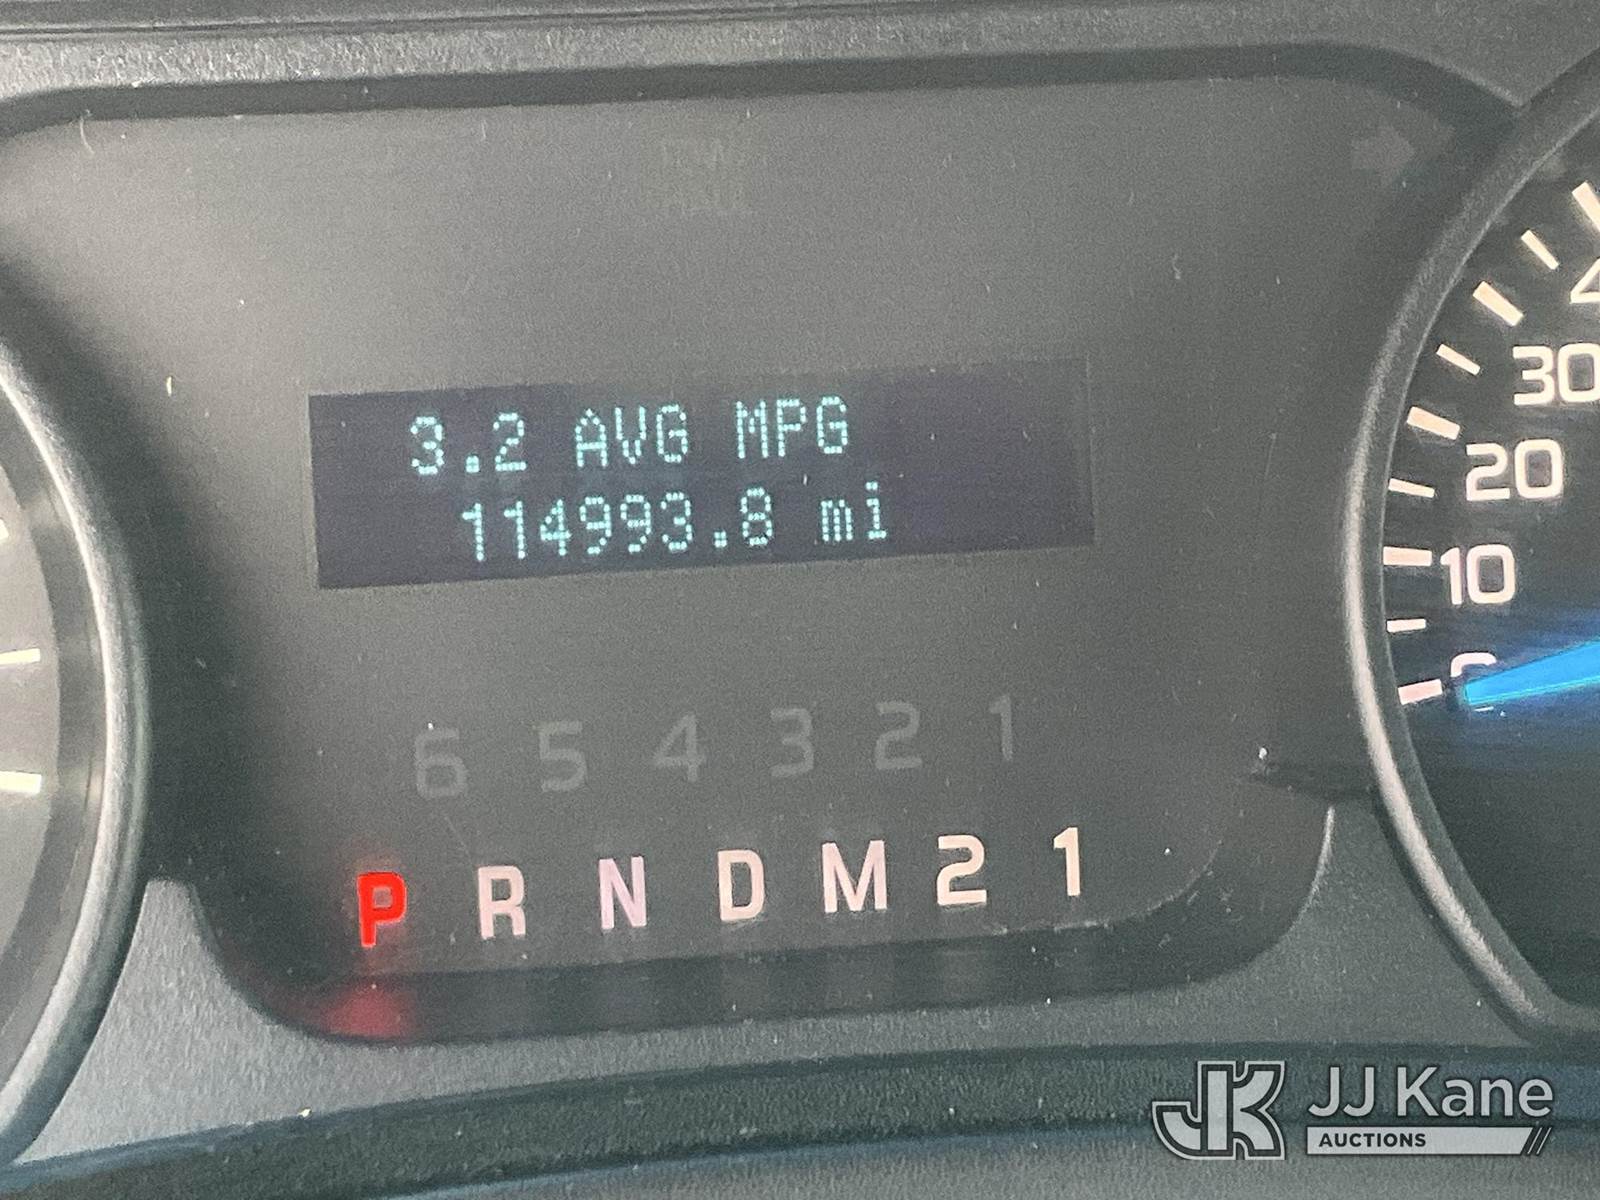 3.2 AVG MPG
114993.8 mi
30
20
10
6 5 4 3 2 1
P R N D M 2 1
JK JJ Kane
AUCTIONS